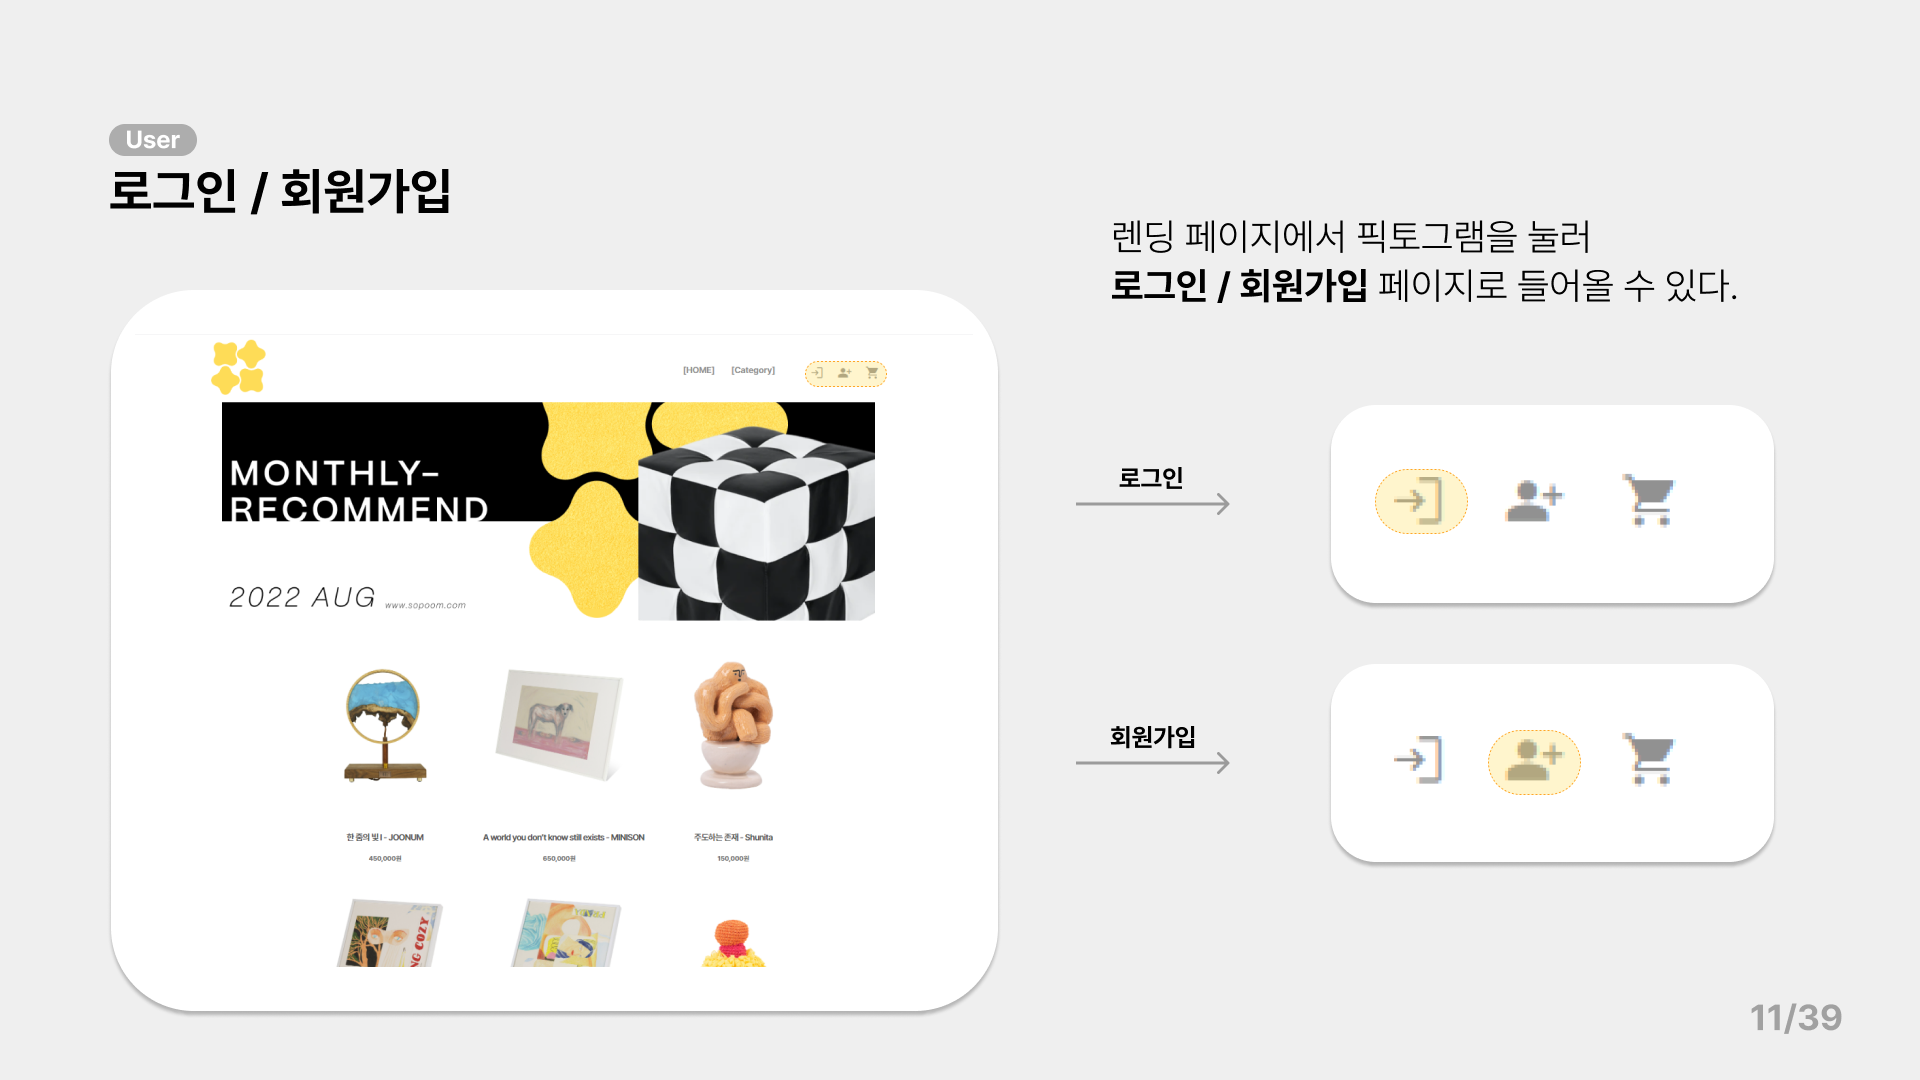 User
로그인 / 회원가입
렌딩 페이지에서 픽토그램을 눌러
로그인 / 회원가입 페이지로 들어올 수 있다.
[HOME] [Category]
MONTHLY–
RECOMMEND
2022 AUG www.sopoom.com
한 줌의 빛 I - JOONUM
450,000원
A world you don't know still exists - MINISON
650,000원
주도하는 존재 - Shunita
150,000원
NG COZY
로그인
회원가입
11/39